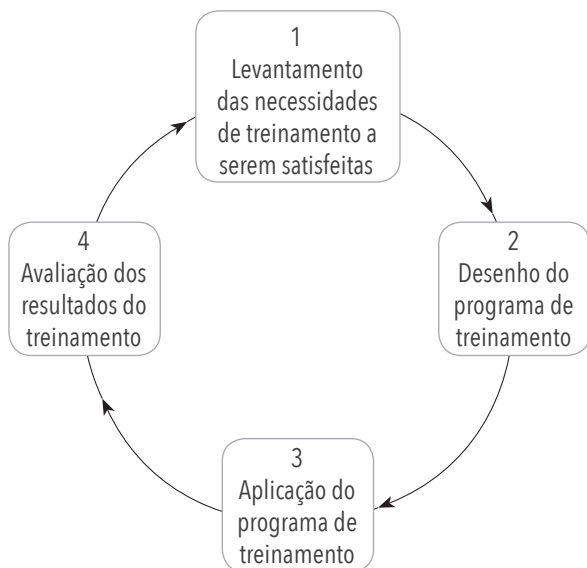 1
Levantamento
das necessidades
de treinamento a
serem satisfeitas
2
Desenho do
programa de
treinamento
3
Aplicação do
programa de
treinamento
4
Avaliação dos
resultados do
treinamento